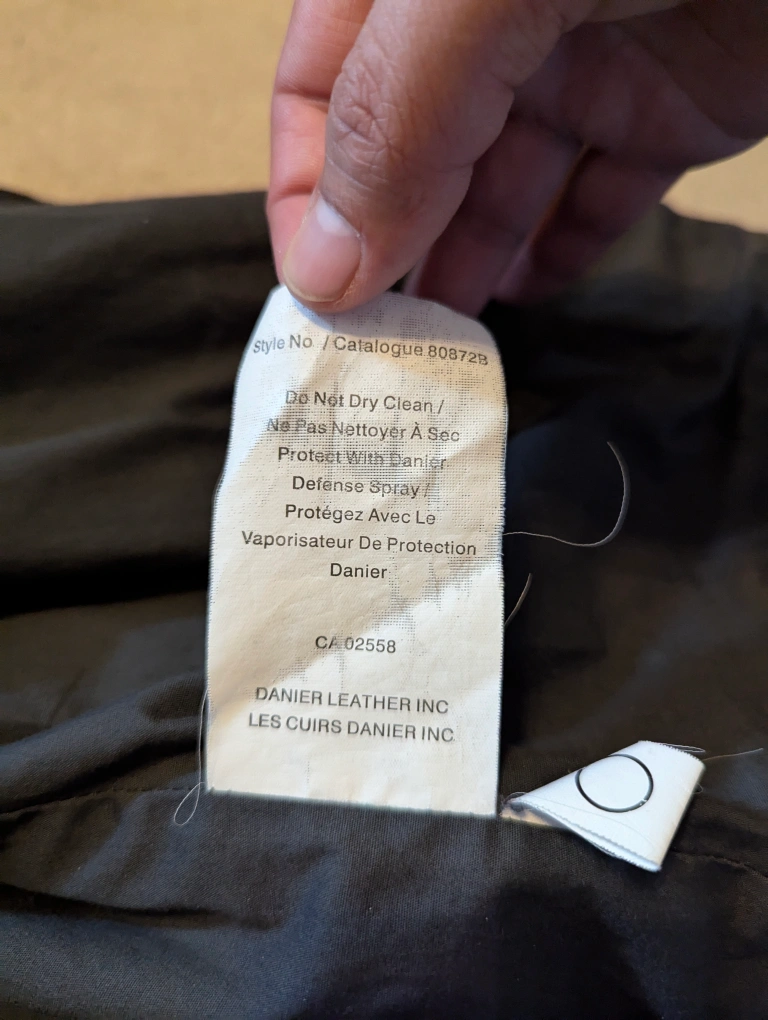 Style No / Catalogue 80872B
Do Not Dry Clean /
Ne Pas Nettoyer À Sec
Protect With Danier
Defense Spray /
Protégez Avec Le
Vaporisateur De Protection
Danier
CA 02558
DANIER LEATHER INC
LES CUIRS DANIER INC